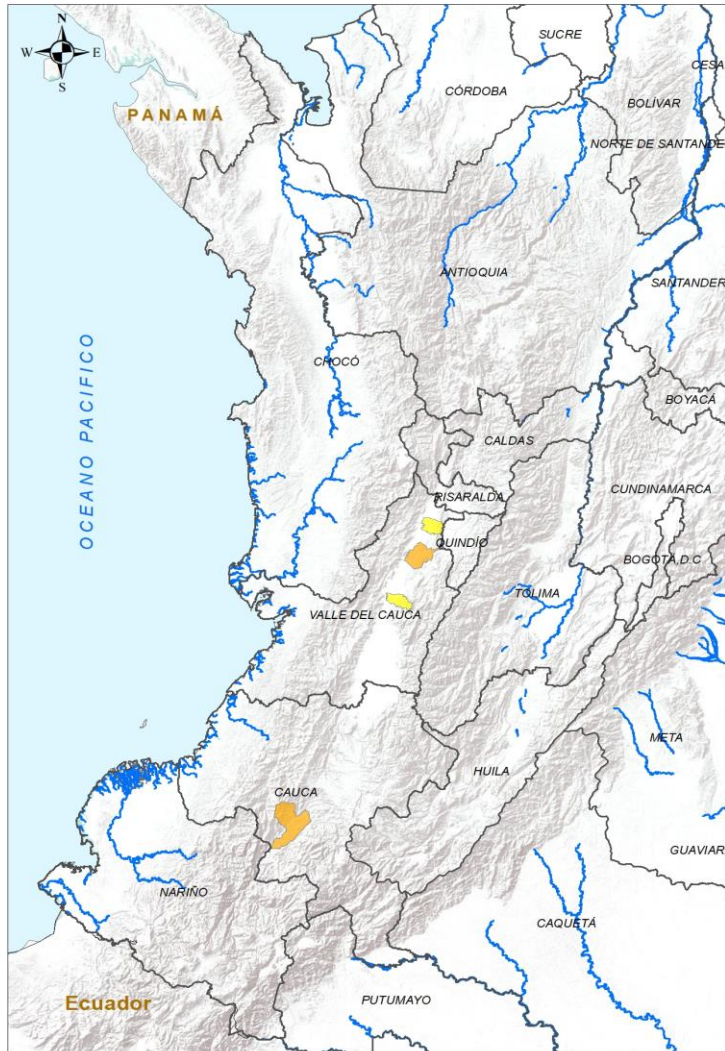 N
W E
S
SUCRE
CESA
CÓRDOBA
BOLÍVAR
PANAMÁ
NORTE DE SANTANDE
ANTIOQUIA
SANTANDER
OCEANO PACIFICO
CHOCÓ
BOYACÁ
CALDAS
CUNDINAMARCA
RISARALDA
QUINDÍO
BOGOTÁ,D.C
TOLIMA
VALLE DEL CAUCA
META
HUILA
CAUCA
GUAVIAR
NARIÑO
CAQUETÁ
Ecuador
PUTUMAYO